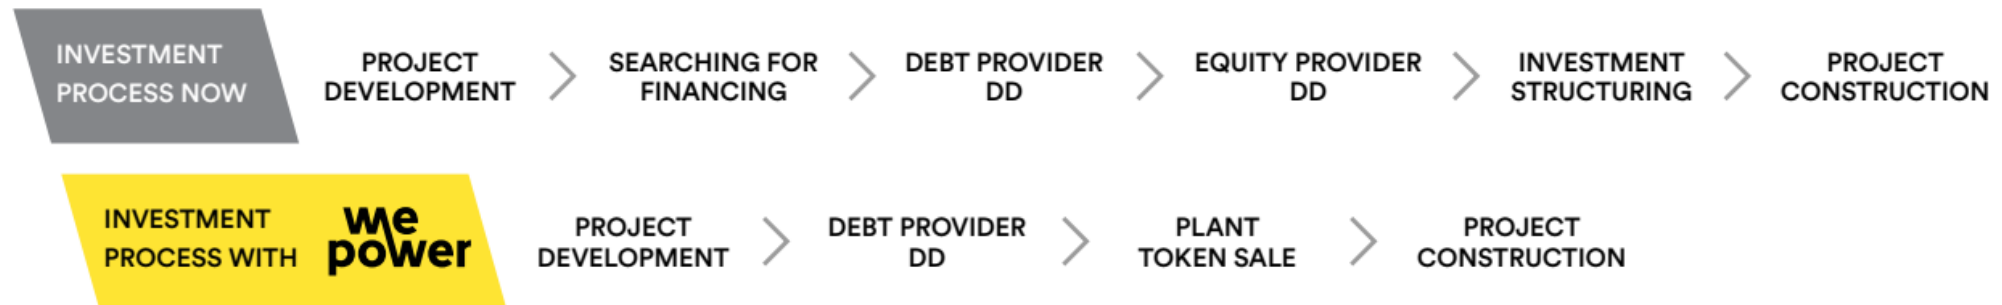 INVESTMENT
PROCESS NOW
PROJECT
DEVELOPMENT
SEARCHING FOR
FINANCING
DEBT PROVIDER
DD
EQUITY PROVIDER
DD
INVESTMENT
STRUCTURING
PROJECT
CONSTRUCTION
INVESTMENT
PROCESS WITH
we
power
PROJECT
DEVELOPMENT
DEBT PROVIDER
DD
PLANT
TOKEN SALE
PROJECT
CONSTRUCTION